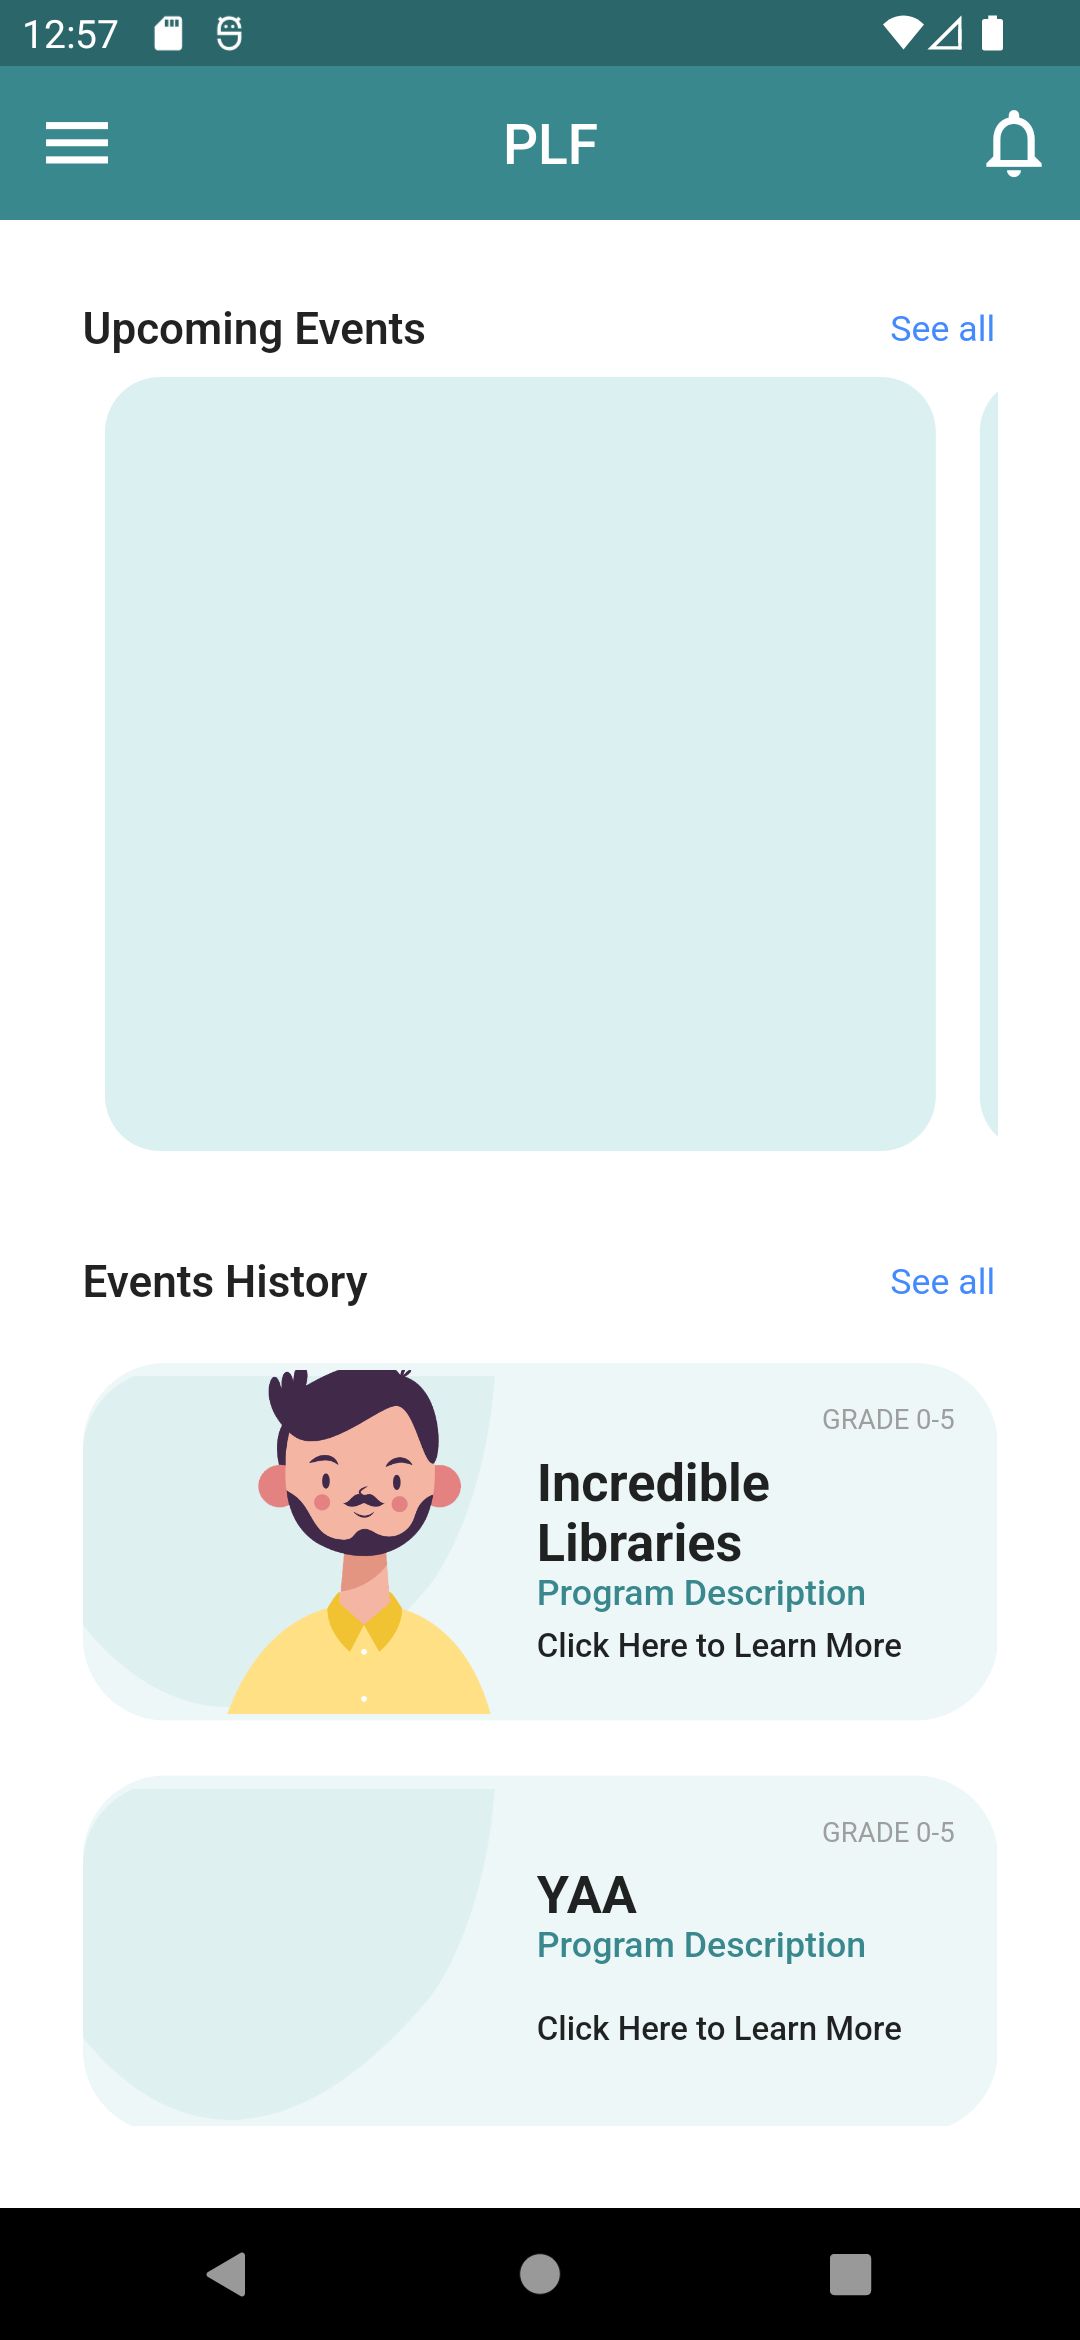 12:57
PLF
Upcoming Events
See all
Events History
See all
GRADE 0-5
Incredible
Libraries
Program Description
Click Here to Learn More
GRADE 0-5
YAA
Program Description
Click Here to Learn More